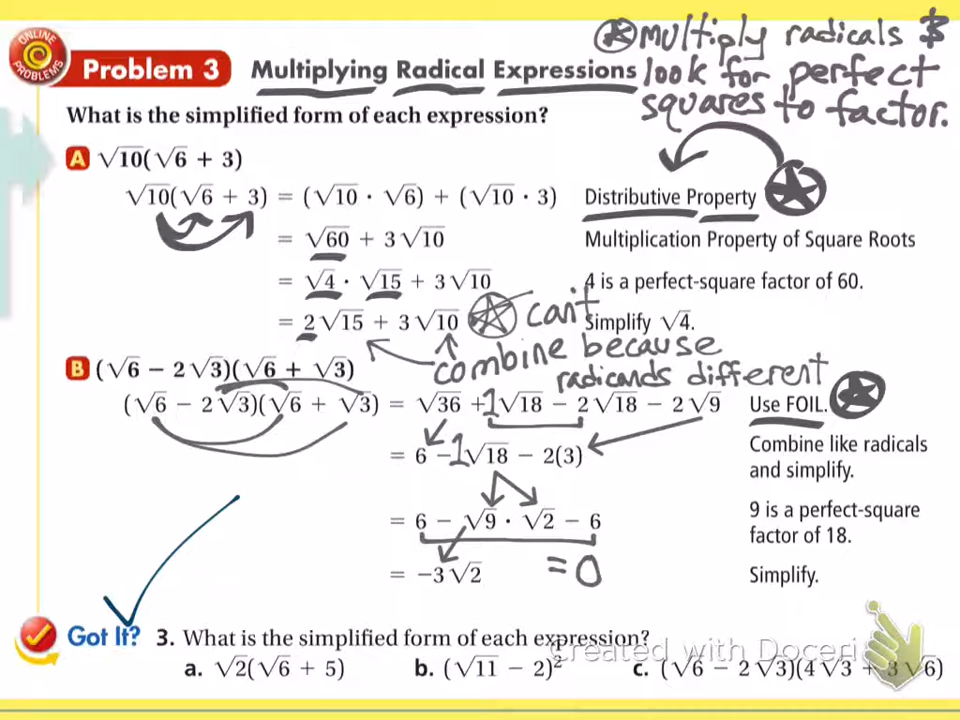 ONLINE
PROBLEMS
Problem 3 Multiplying Radical Expressions
✪ multiply radicals &
look for perfect
squares to factor.
What is the simplified form of each expression?
A √10(√6 + 3)
√10(√6 + 3) = (√10 · √6) + (√10 · 3) Distributive Property
= √60 + 3√10 Multiplication Property of Square Roots
= √4 · √15 + 3√10 4 is a perfect-square factor of 60.
= 2√15 + 3√10 Simplify √4.
can't
combine because
radicands different
B (√6 − 2√3)(√6 + √3)
(√6 − 2√3)(√6 + √3) = √36 + 1√18 − 2√18 − 2√9 Use FOIL.
= 6 − 1√18 − 2(3) Combine like radicals
and simplify.
= 6 − √9 · √2 − 6 9 is a perfect-square
factor of 18.
= −3√2 = 0 Simplify.
Got It? 3. What is the simplified form of each expression?
Created with Doceri
a. √2(√6 + 5) b. (√11 − 2)² c. (√6 − 2√3)(4√3 + 3√6)